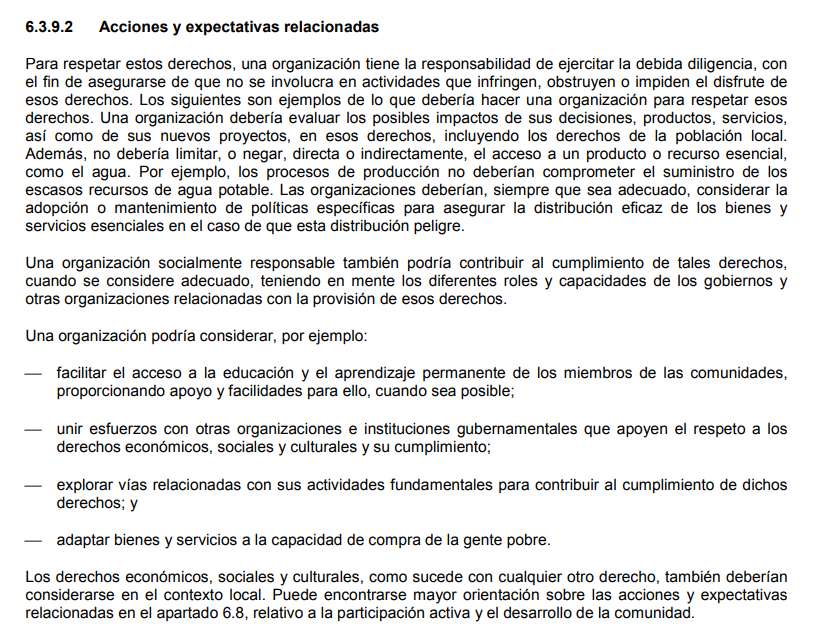 6.3.9.2 Acciones y expectativas relacionadas
Para respetar estos derechos, una organización tiene la responsabilidad de ejercitar la debida diligencia, con
el fin de asegurarse de que no se involucra en actividades que infringen, obstruyen o impiden el disfrute de
esos derechos. Los siguientes son ejemplos de lo que debería hacer una organización para respetar esos
derechos. Una organización debería evaluar los posibles impactos de sus decisiones, productos, servicios,
así como de sus nuevos proyectos, en esos derechos, incluyendo los derechos de la población local.
Además, no debería limitar, o negar, directa o indirectamente, el acceso a un producto o recurso esencial,
como el agua. Por ejemplo, los procesos de producción no deberían comprometer el suministro de los
escasos recursos de agua potable. Las organizaciones deberían, siempre que sea adecuado, considerar la
adopción o mantenimiento de políticas específicas para asegurar la distribución eficaz de los bienes y
servicios esenciales en el caso de que esta distribución peligre.
Una organización socialmente responsable también podría contribuir al cumplimiento de tales derechos,
cuando se considere adecuado, teniendo en mente los diferentes roles y capacidades de los gobiernos y
otras organizaciones relacionadas con la provisión de esos derechos.
Una organización podría considerar, por ejemplo:
— facilitar el acceso a la educación y el aprendizaje permanente de los miembros de las comunidades,
proporcionando apoyo y facilidades para ello, cuando sea posible;
— unir esfuerzos con otras organizaciones e instituciones gubernamentales que apoyen el respeto a los
derechos económicos, sociales y culturales y su cumplimiento;
— explorar vías relacionadas con sus actividades fundamentales para contribuir al cumplimiento de dichos
derechos; y
— adaptar bienes y servicios a la capacidad de compra de la gente pobre.
Los derechos económicos, sociales y culturales, como sucede con cualquier otro derecho, también deberían
considerarse en el contexto local. Puede encontrarse mayor orientación sobre las acciones y expectativas
relacionadas en el apartado 6.8, relativo a la participación activa y el desarrollo de la comunidad.